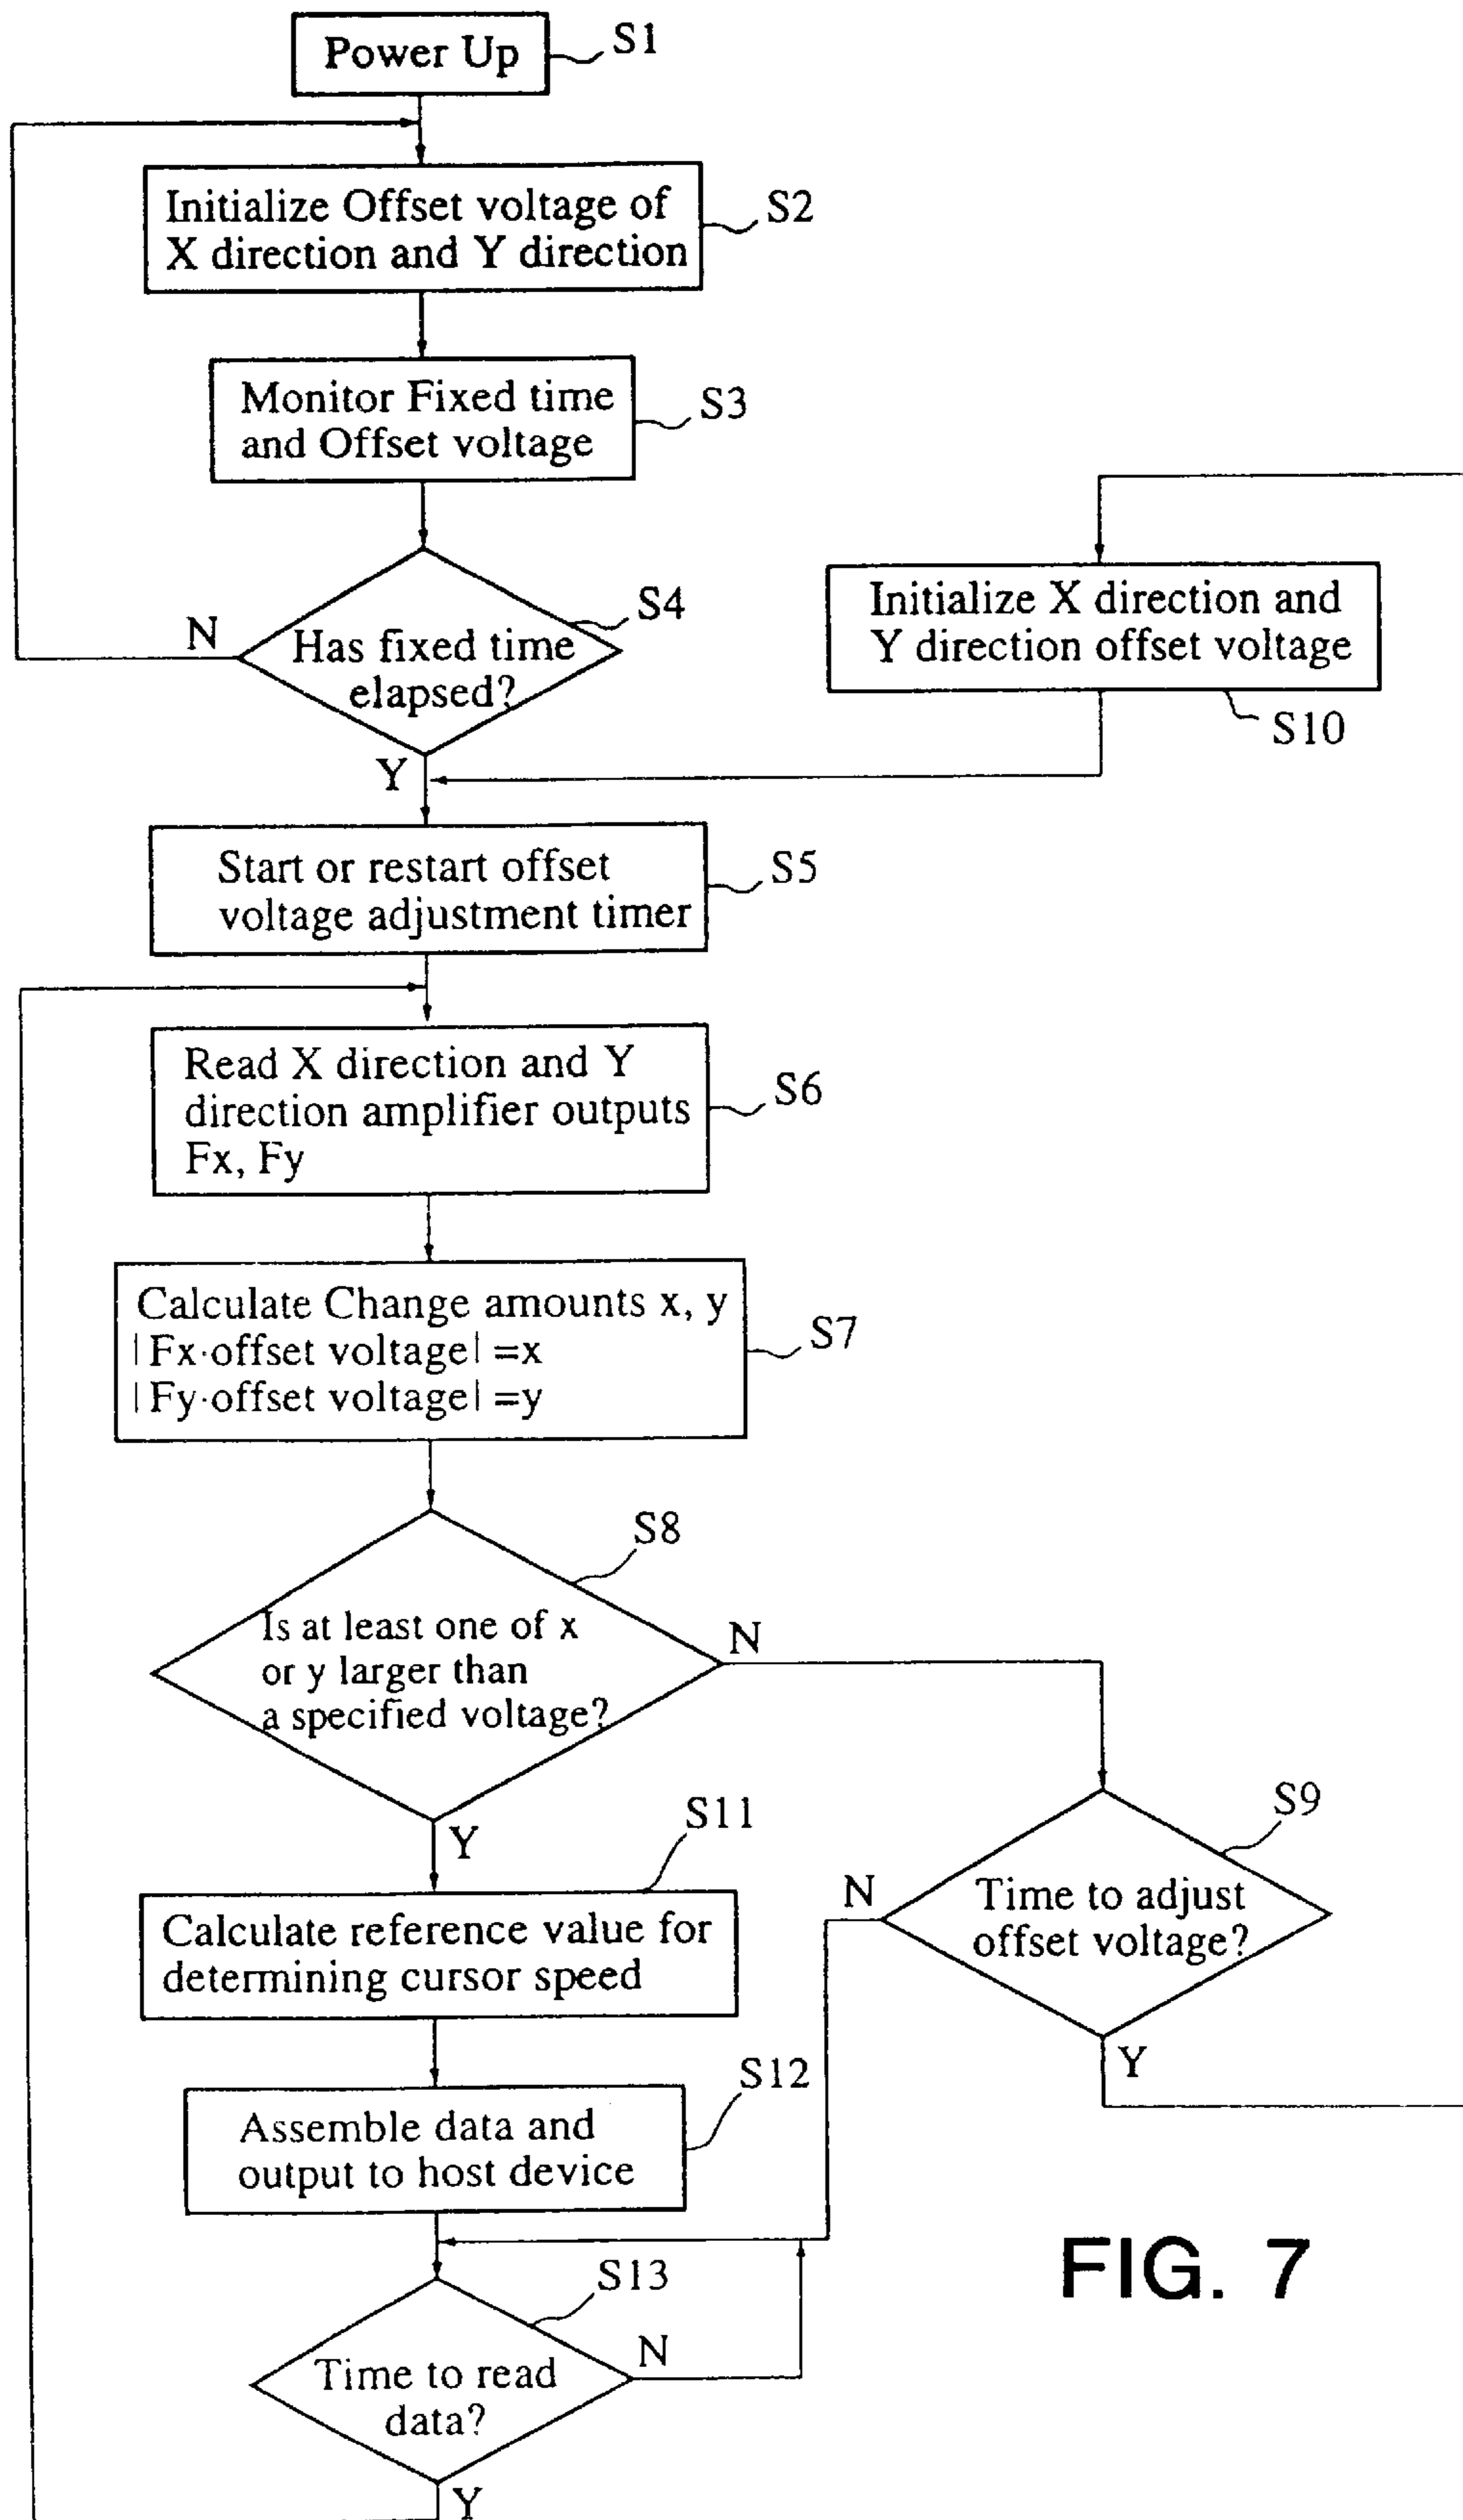 Power Up
S1
Initialize Offset voltage of
X direction and Y direction
S2
Monitor Fixed time
and Offset voltage
S3
Has fixed time
elapsed?
S4
N
Y
Initialize X direction and
Y direction offset voltage
S10
Start or restart offset
voltage adjustment timer
S5
Read X direction and Y
direction amplifier outputs
Fx, Fy
S6
Calculate Change amounts x, y
|Fx·offset voltage| =x
|Fy·offset voltage| =y
S7
S8
Is at least one of x
or y larger than
a specified voltage?
N
Y
S9
Time to adjust
offset voltage?
N
Y
S11
Calculate reference value for
determining cursor speed
S12
Assemble data and
output to host device
S13
Time to read
data?
N
Y
FIG. 7